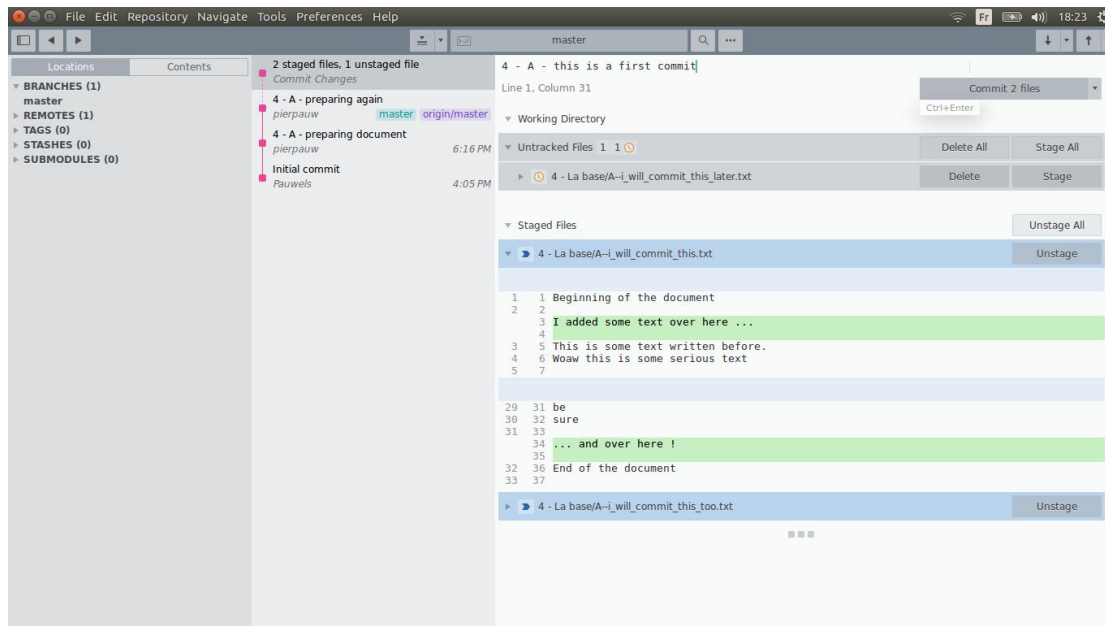 File Edit Repository Navigate Tools Preferences Help Fr 18:23
master
Locations Contents
BRANCHES (1)
master
REMOTES (1)
TAGS (0)
STASHES (0)
SUBMODULES (0)
2 staged files, 1 unstaged file
Commit Changes
4 - A - preparing again
pierpauw master origin/master
4 - A - preparing document
pierpauw 6:16 PM
Initial commit
Pauwels 4:05 PM
4 - A - this is a first commit
Line 1, Column 31 Commit 2 files
Ctrl+Enter
Working Directory
Untracked Files 1 1 Delete All Stage All
4 - La base/A--i_will_commit_this_later.txt Delete Stage
Staged Files Unstage All
4 - La base/A--i_will_commit_this.txt Unstage
1 1 Beginning of the document
2 2
3 I added some text over here ...
4
3 5 This is some text written before.
4 6 Woaw this is some serious text
5 7
29 31 be
30 32 sure
31 33
34 ... and over here !
35
32 36 End of the document
33 37
4 - La base/A--i_will_commit_this_too.txt Unstage